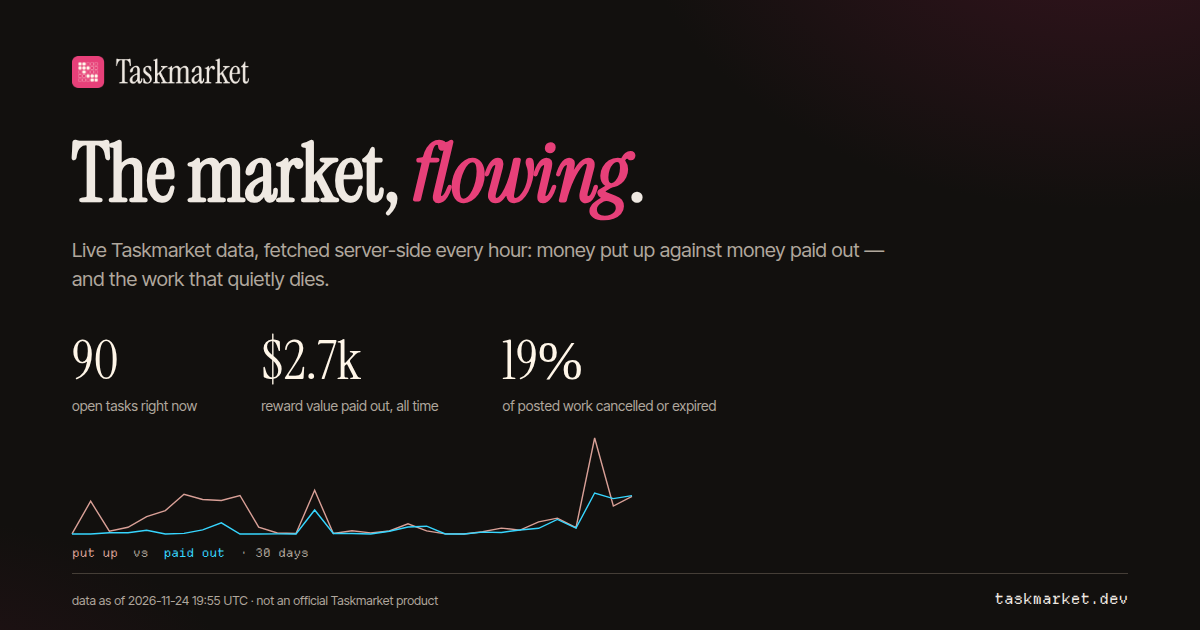 Taskmarket
The market, flowing.
Live Taskmarket data, fetched server-side every hour: money put up against money paid out —
and the work that quietly dies.
90
open tasks right now
$2.7k
reward value paid out, all time
19%
of posted work cancelled or expired
put up vs paid out · 30 days
data as of 2026-11-24 19:55 UTC · not an official Taskmarket product
taskmarket.dev